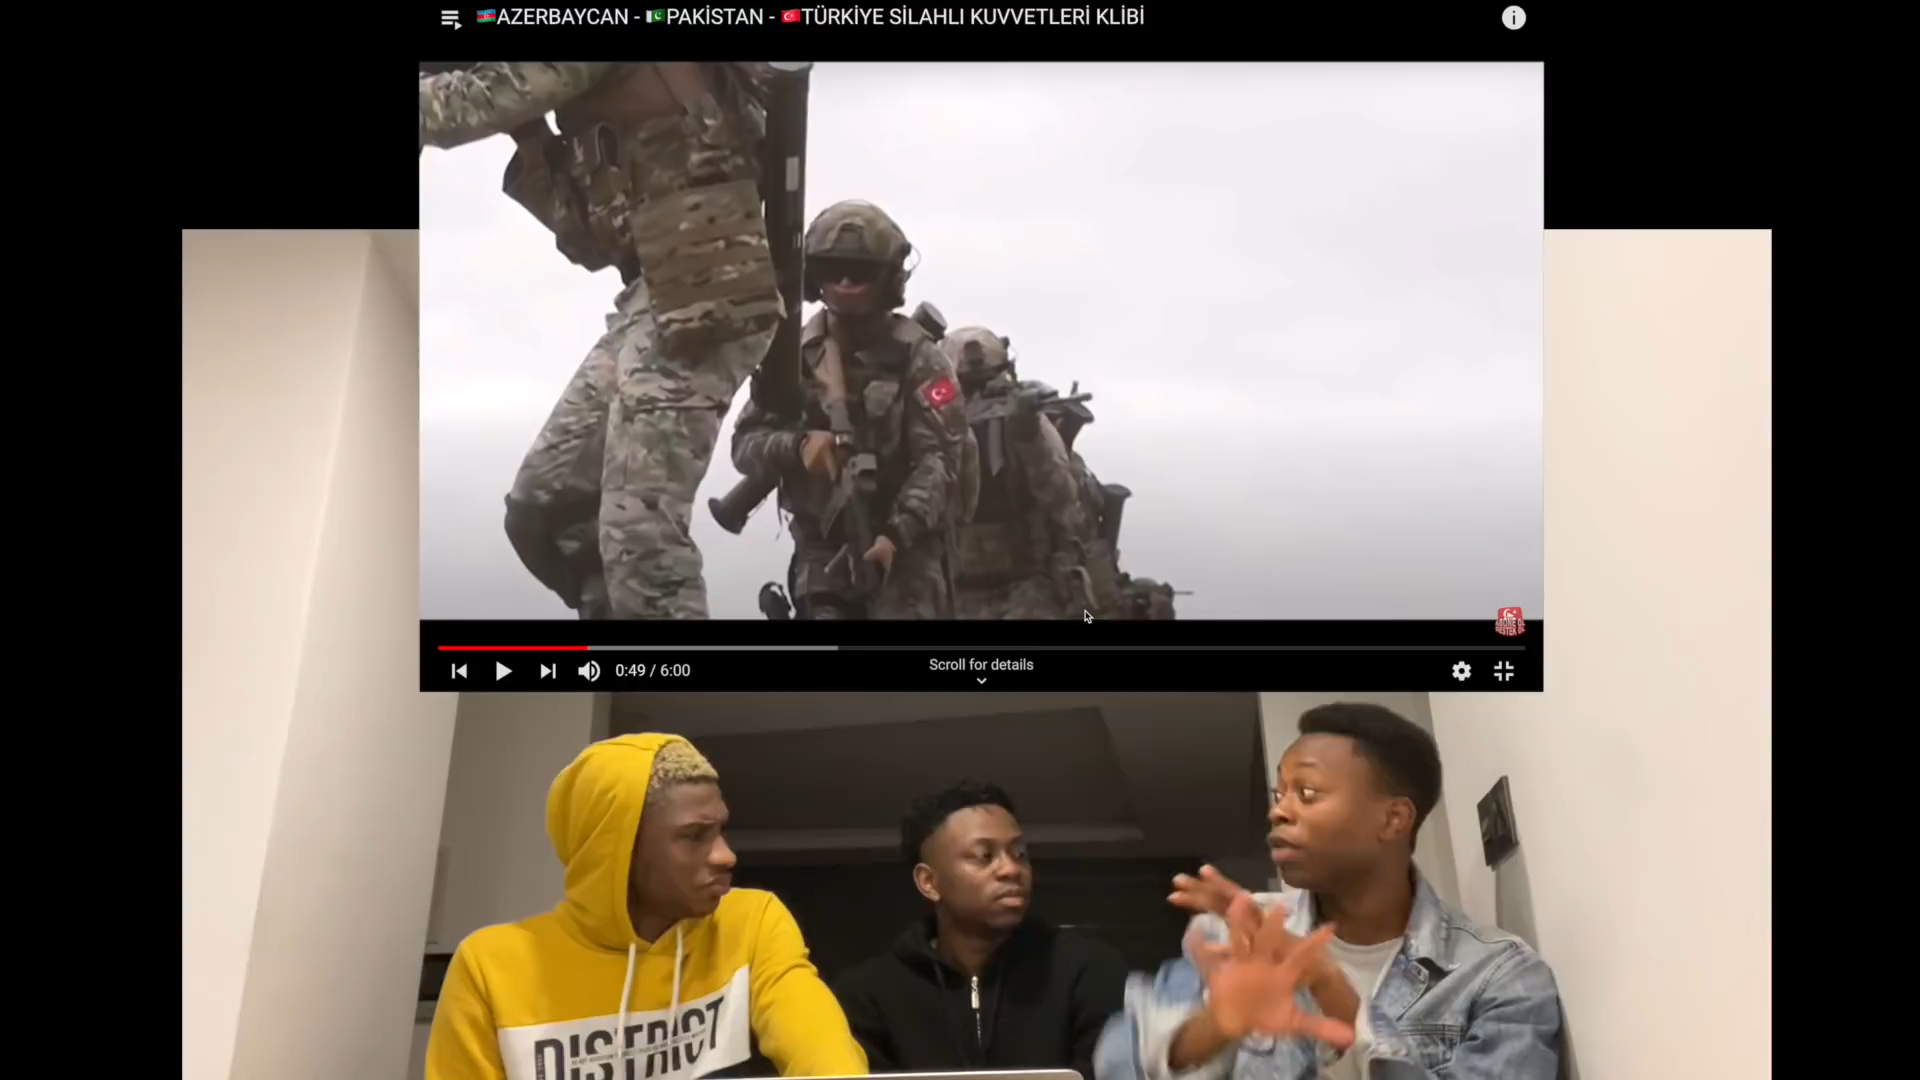 🇦🇿AZERBAYCAN - 🇵🇰PAKİSTAN - 🇹🇷TÜRKİYE SİLAHLI KUVVETLERİ KLİBİ
0:49 / 6:00
Scroll for details
DISTRICT